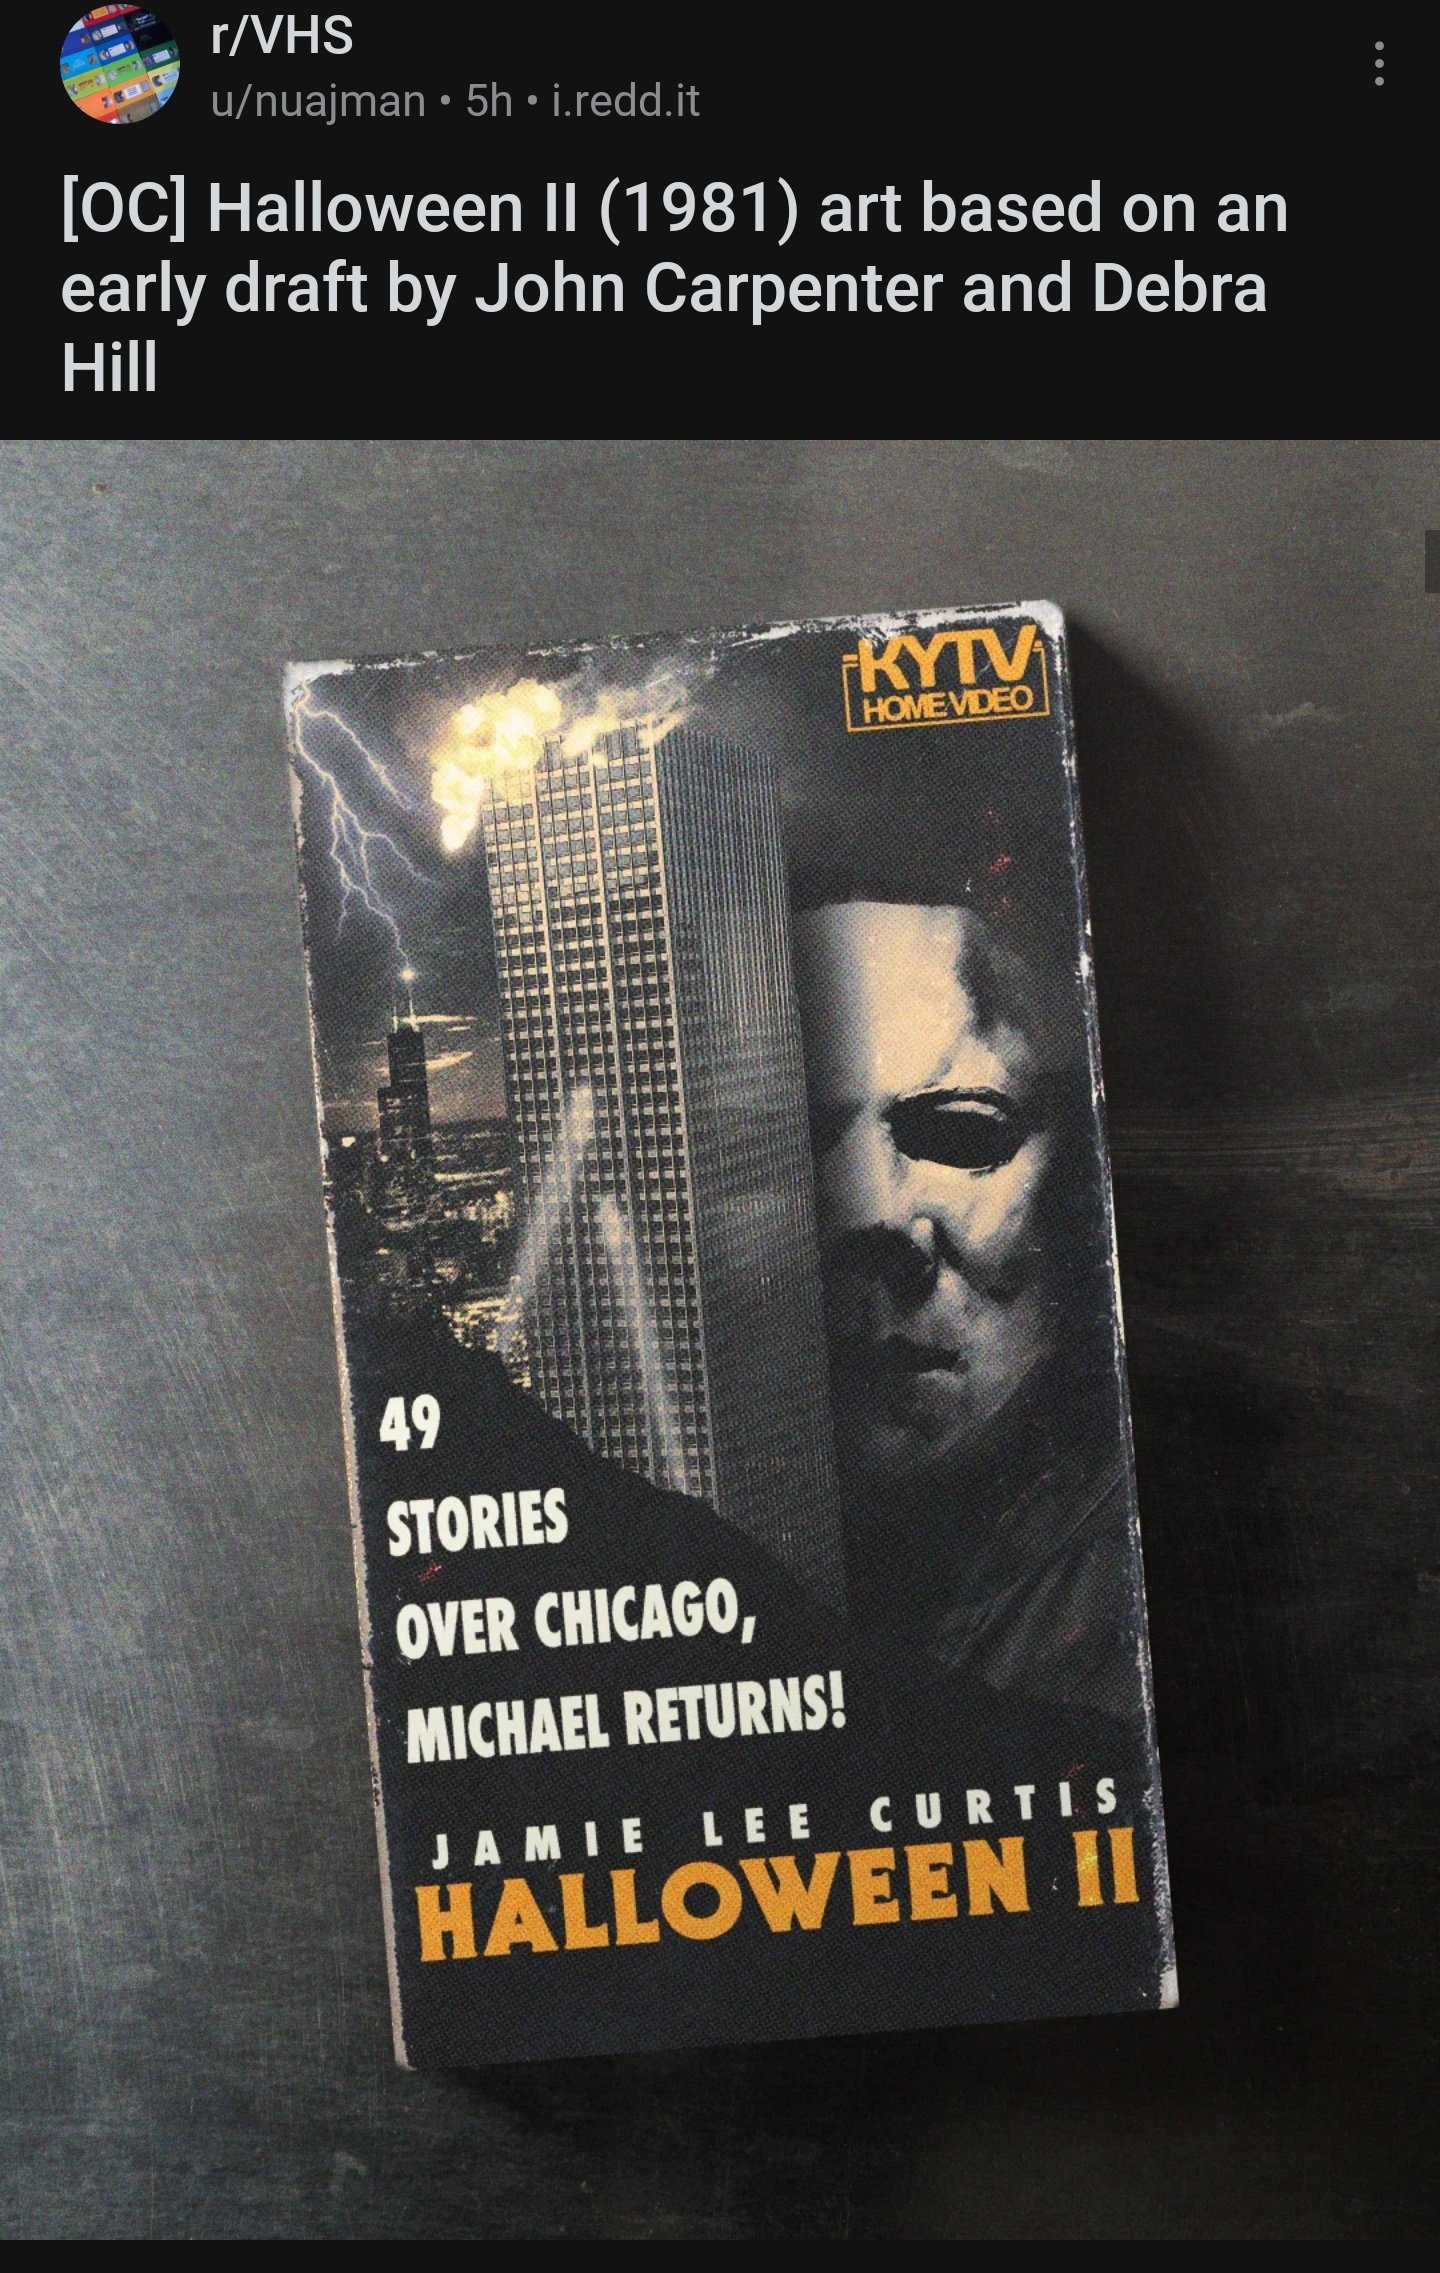 r/VHS
u/nuajman • 5h • i.redd.it
[OC] Halloween II (1981) art based on an
early draft by John Carpenter and Debra
Hill
KYTV
HOME VIDEO
49
STORIES
OVER CHICAGO,
MICHAEL RETURNS!
JAMIE LEE CURTIS
HALLOWEEN II